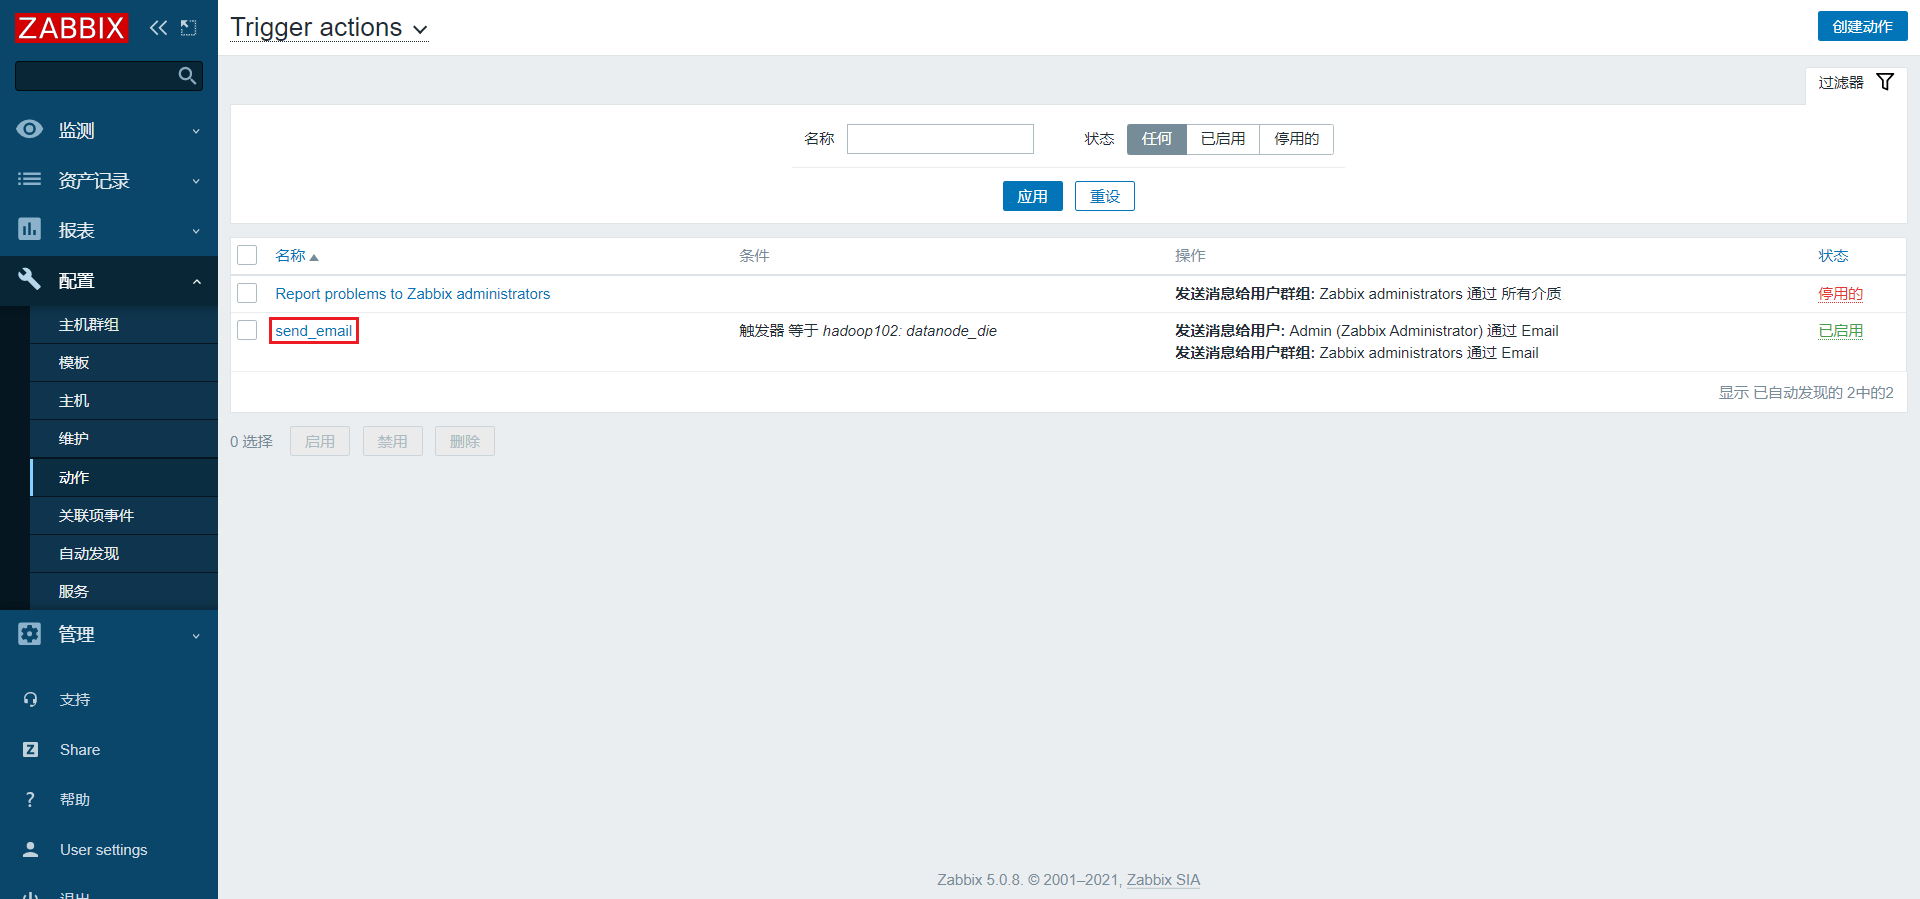 ZABBIX
监测
资产记录
报表
配置
主机群组
模板
主机
维护
动作
关联项事件
自动发现
服务
管理
支持
Share
帮助
User settings
退出
Trigger actions
创建动作
过滤器
名称 状态 任何 已启用 停用的
应用 重设
名称 条件 操作 状态
Report problems to Zabbix administrators 发送消息给用户群组: Zabbix administrators 通过 所有介质 停用的
send_email 触发器 等于 hadoop102: datanode_die 发送消息给用户: Admin (Zabbix Administrator) 通过 Email 已启用
发送消息给用户群组: Zabbix administrators 通过 Email
显示 已自动发现的 2中的2
0 选择 启用 禁用 删除
Zabbix 5.0.8. © 2001–2021, Zabbix SIA